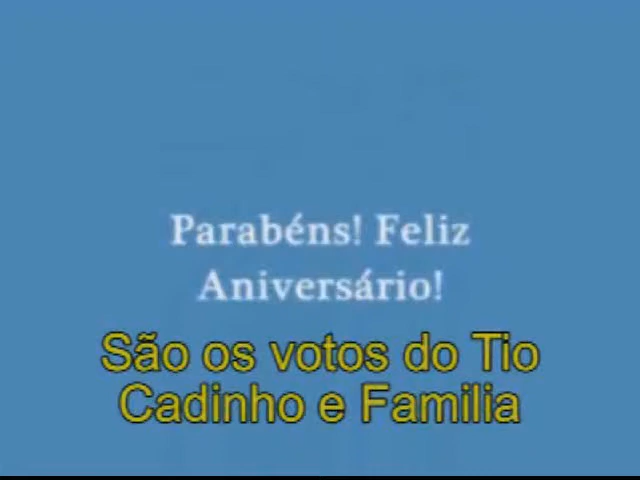 Parabéns! Feliz
Aniversário!
São os votos do Tio
Cadinho e Familia